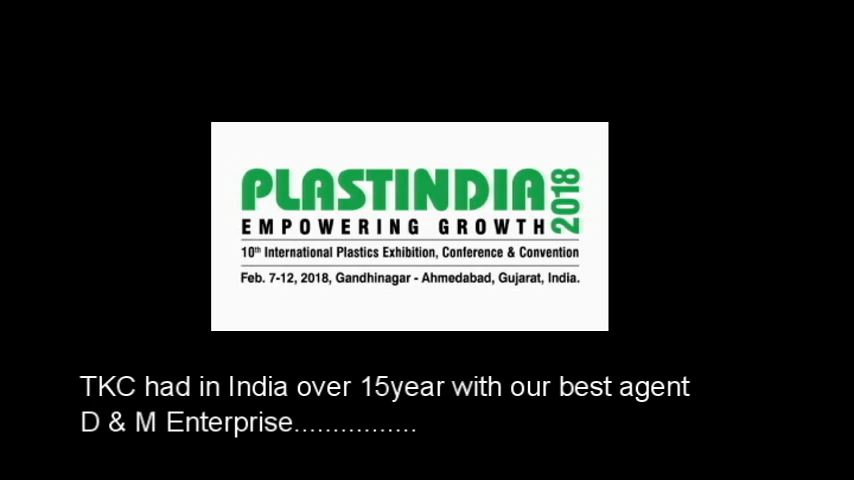 PLASTINDIA 2018
EMPOWERING GROWTH
10th International Plastics Exhibition, Conference & Convention
Feb. 7-12, 2018, Gandhinagar - Ahmedabad, Gujarat, India.
TKC had in India over 15year with our best agent
D & M Enterprise................